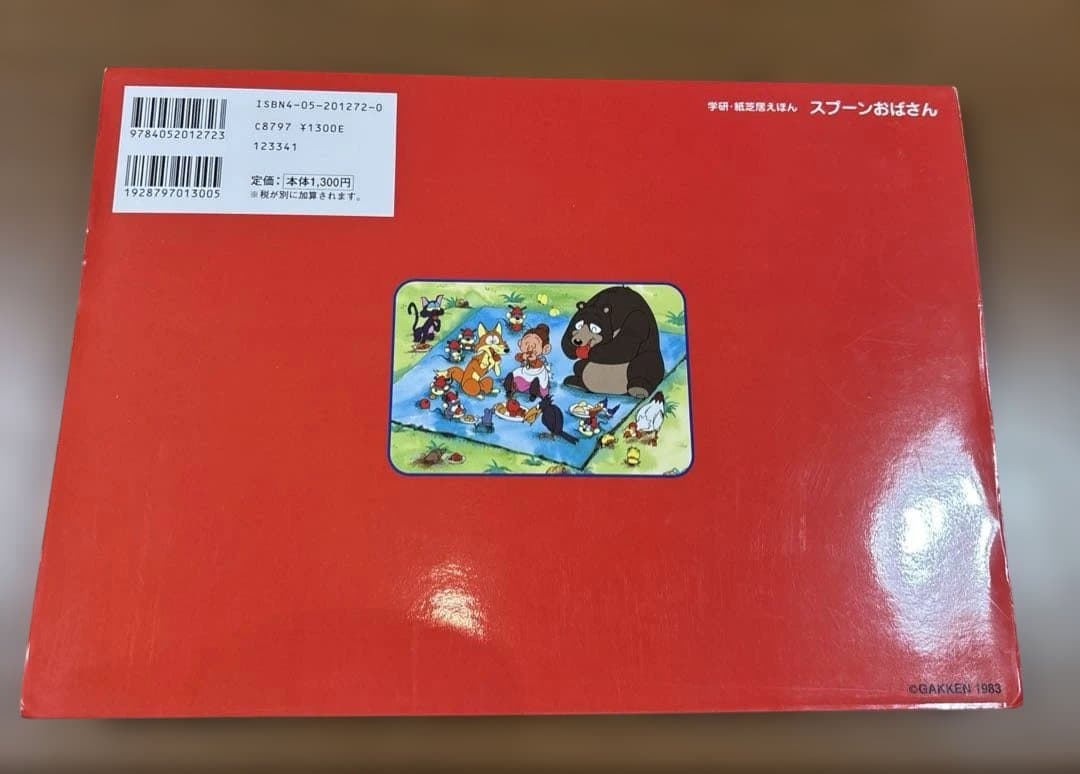 ISBN4-05-201272-0
9784052012723
C8797 ¥1300E
123341
1928797013005
定価：本体1,300円
※税が別に加算されます。
学研・紙芝居えほん スプーンおばさん
©GAKKEN 1983